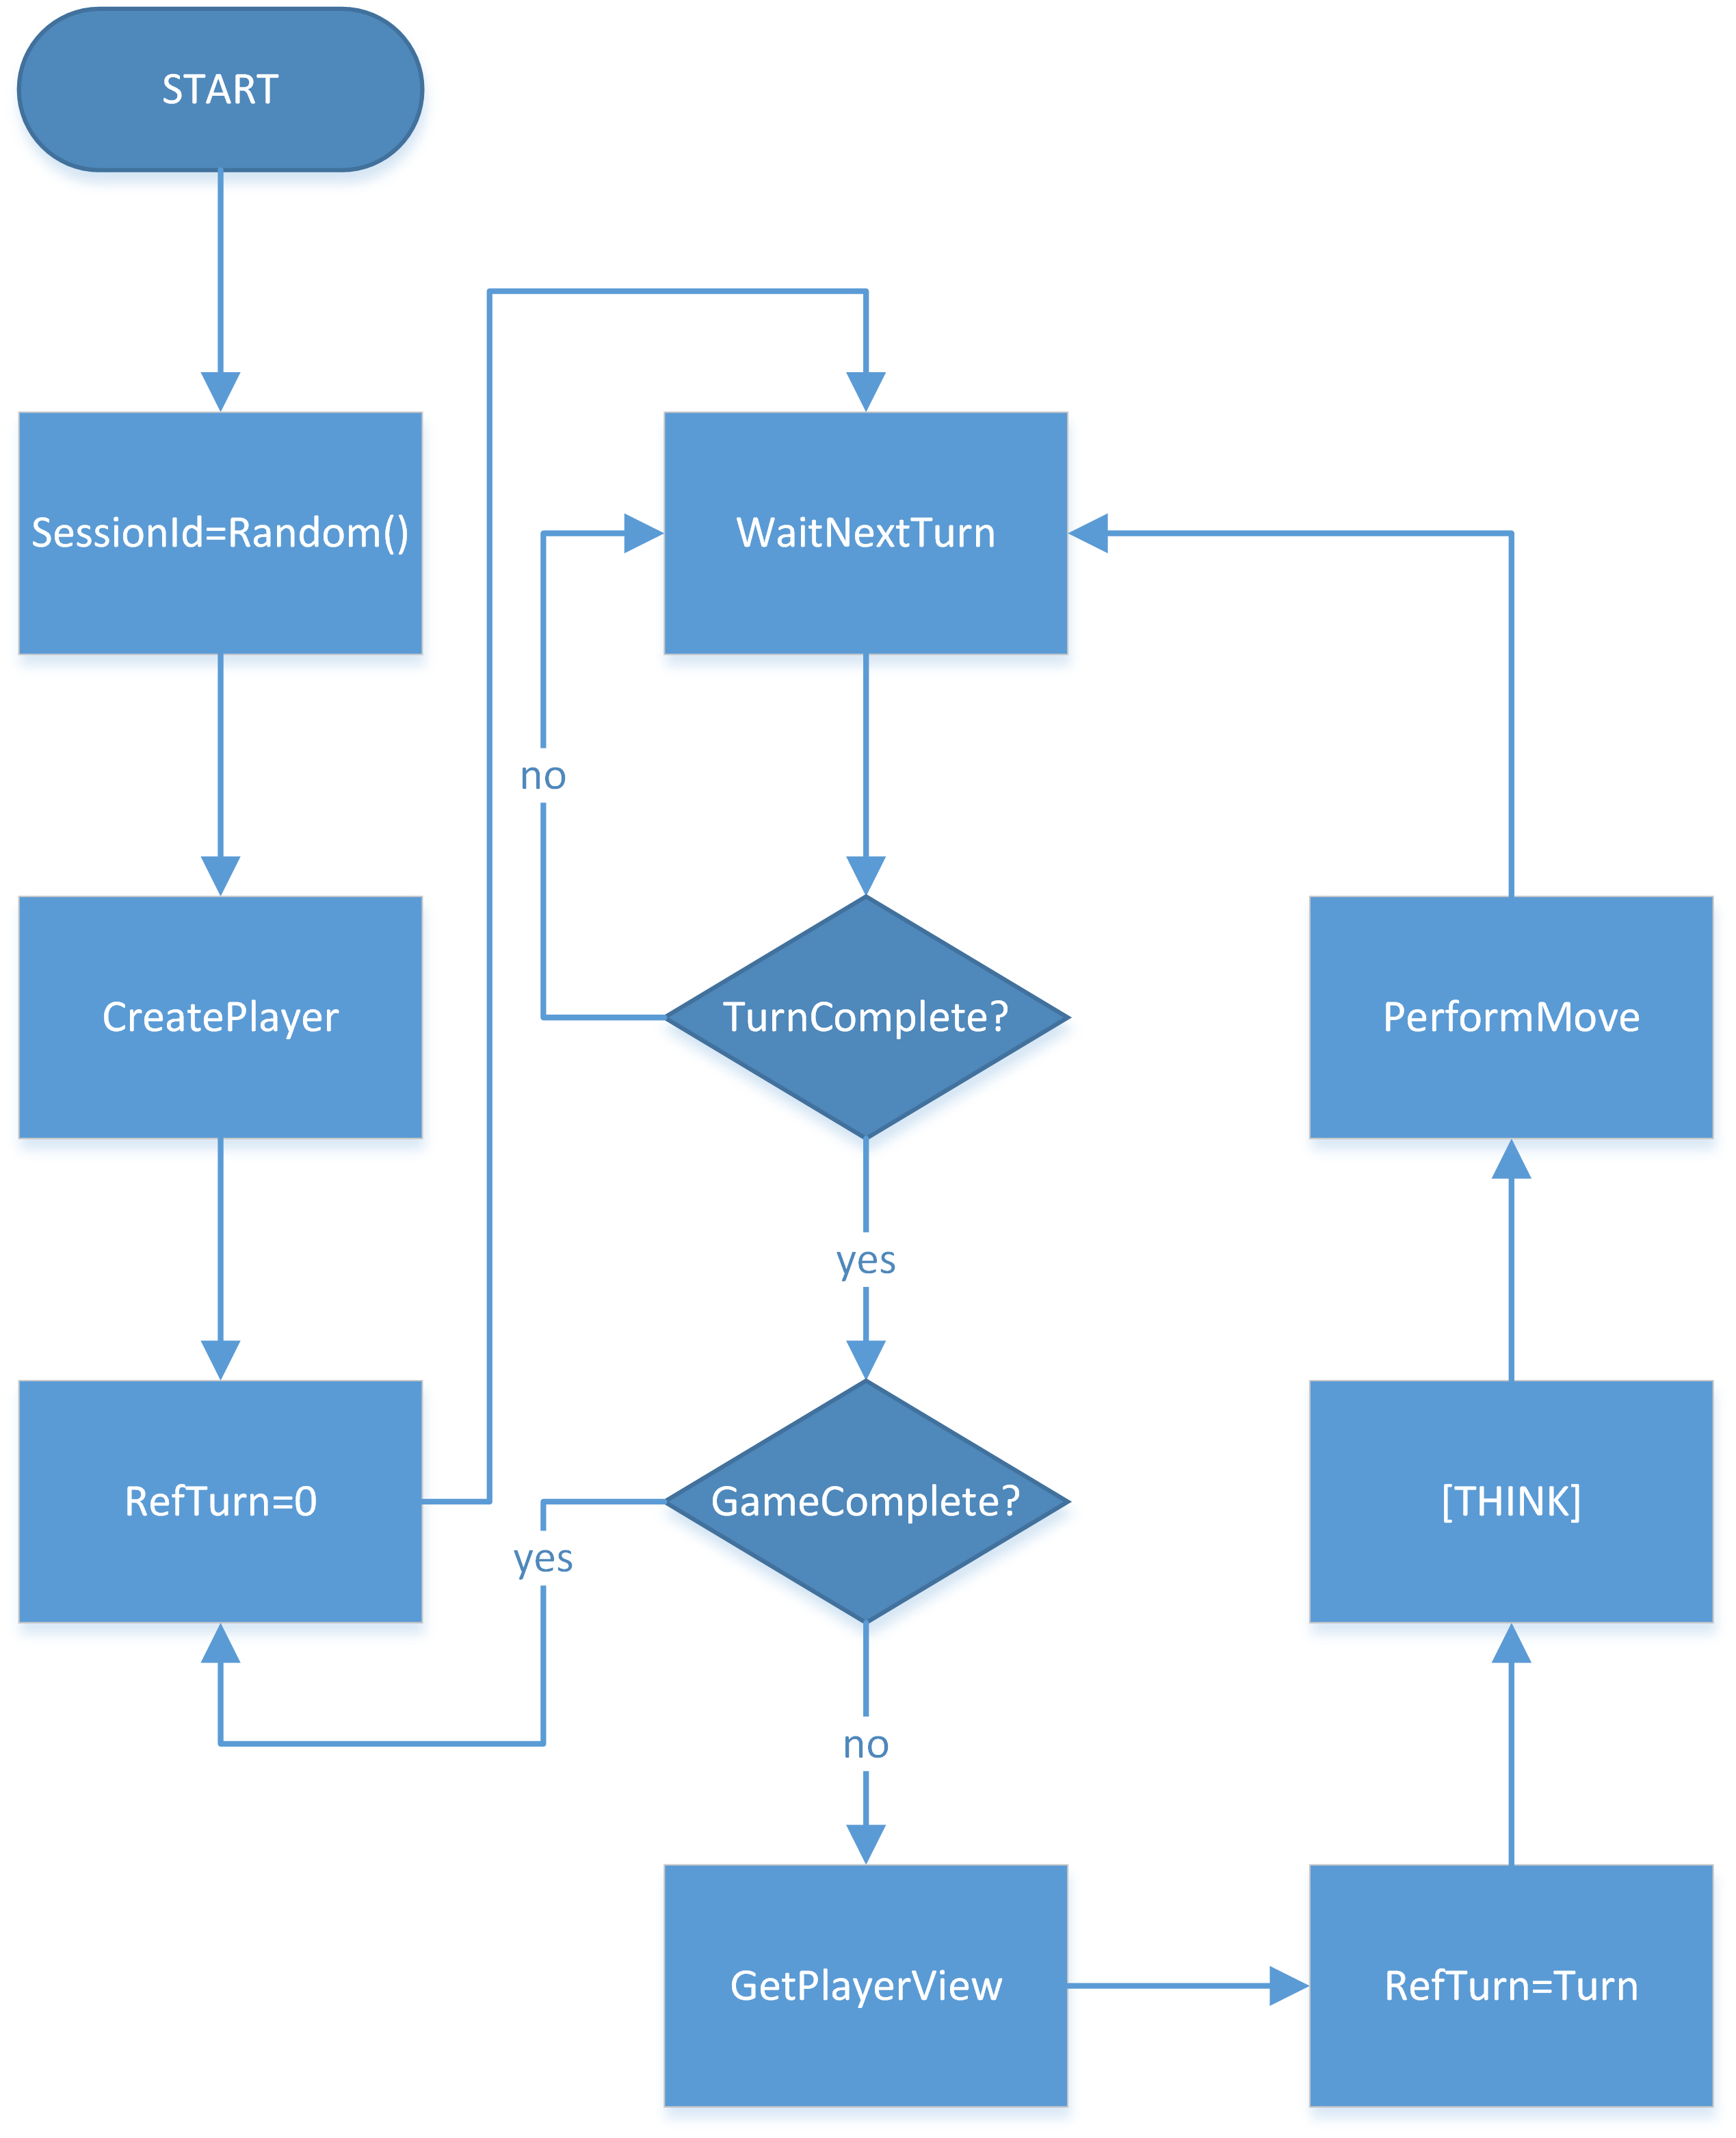 START
SessionId=Random()
WaitNextTurn
no
CreatePlayer
TurnComplete?
PerformMove
yes
RefTurn=0
GameComplete?
[THINK]
yes
no
GetPlayerView
RefTurn=Turn